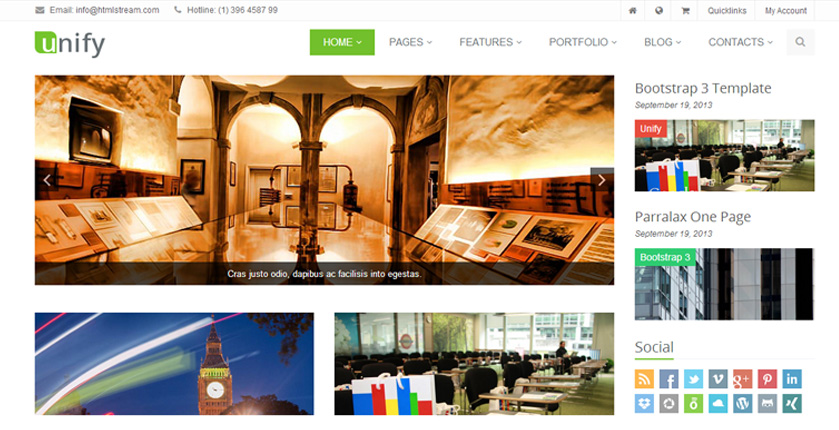 Email: info@htmlstream.com
Hotline: (1) 396 4587 99
Quicklinks
My Account
unify
HOME
PAGES
FEATURES
PORTFOLIO
BLOG
CONTACTS
Cras justo odio, dapibus ac facilisis into egestas.
Bootstrap 3 Template
September 19, 2013
Unify
Parralax One Page
September 19, 2013
Bootstrap 3
Social